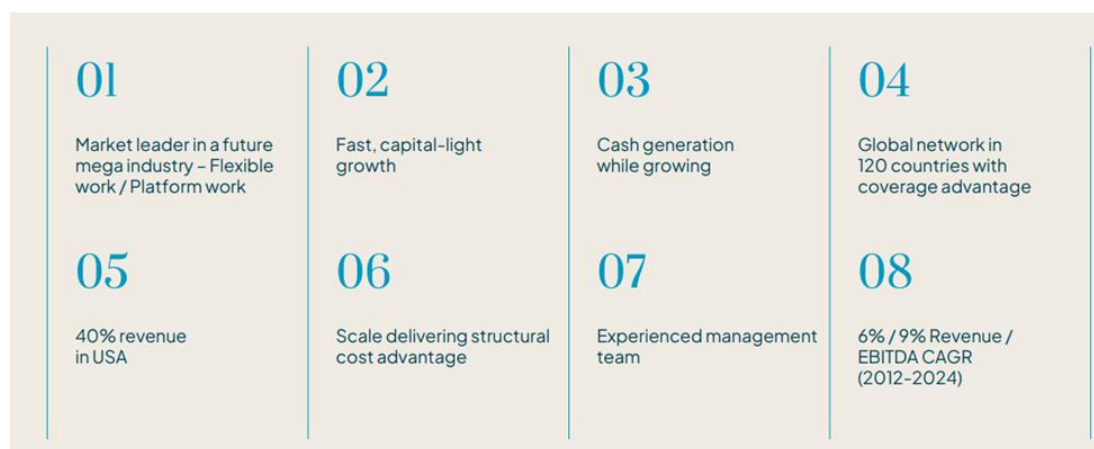 01
Market leader in a future
mega industry – Flexible
work / Platform work
02
Fast, capital-light
growth
03
Cash generation
while growing
04
Global network in
120 countries with
coverage advantage
05
40% revenue
in USA
06
Scale delivering structural
cost advantage
07
Experienced management
team
08
6% / 9% Revenue /
EBITDA CAGR
(2012-2024)